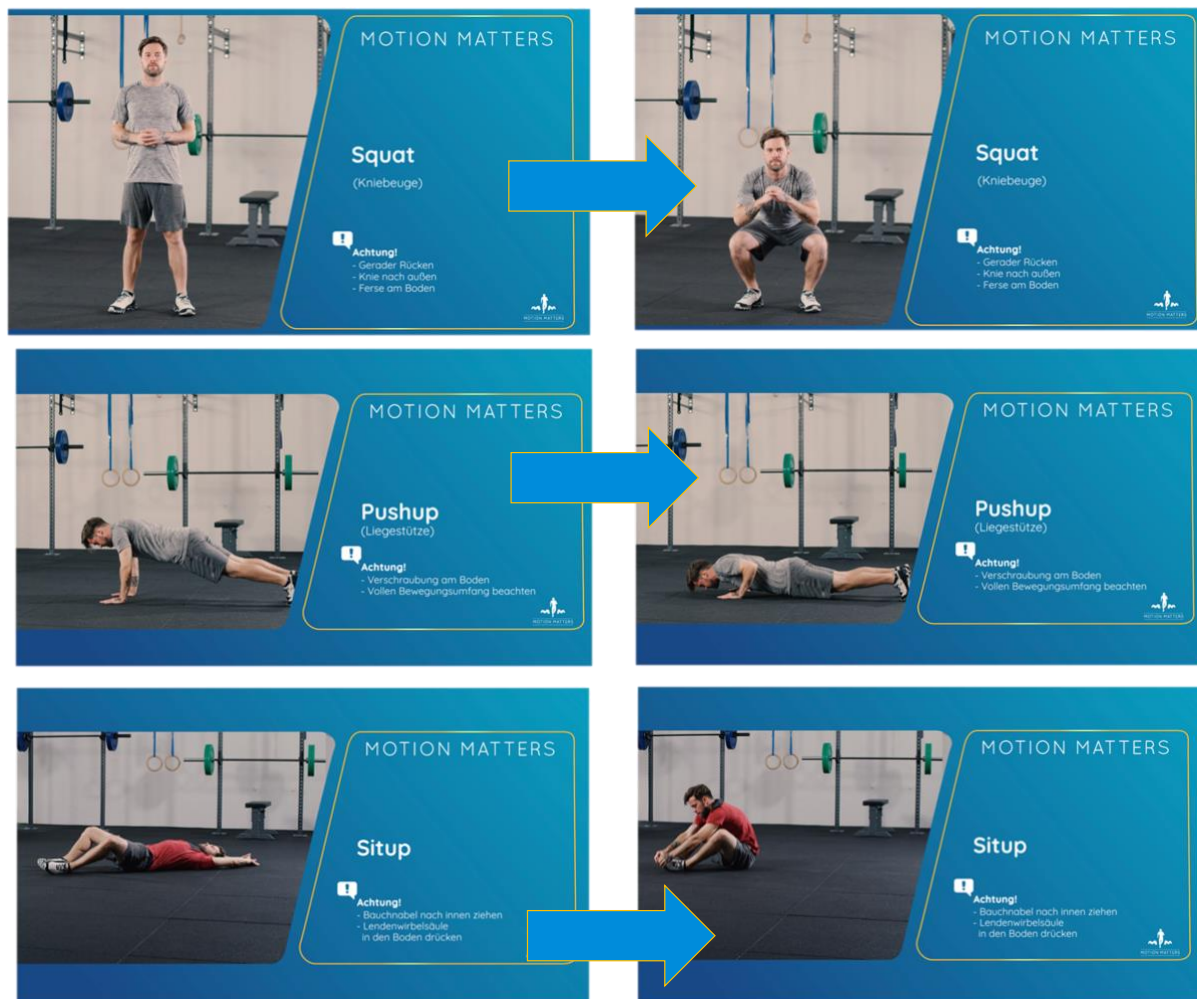 MOTION MATTERS
Squat
(Kniebeuge)
!
Achtung!
- Gerader Rücken
- Knie nach außen
- Ferse am Boden
MOTION MATTERS
MOTION MATTERS
Squat
(Kniebeuge)
!
Achtung!
- Gerader Rücken
- Knie nach außen
- Ferse am Boden
MOTION MATTERS
MOTION MATTERS
Pushup
(Liegestütze)
!
Achtung!
- Verschraubung am Boden
- Vollen Bewegungsumfang beachten
MOTION MATTERS
MOTION MATTERS
Pushup
(Liegestütze)
!
Achtung!
- Verschraubung am Boden
- Vollen Bewegungsumfang beachten
MOTION MATTERS
MOTION MATTERS
Situp
!
Achtung!
- Bauchnabel nach innen ziehen
- Lendenwirbelsäule
in den Boden drücken
MOTION MATTERS
Situp
!
Achtung!
- Bauchnabel nach innen ziehen
- Lendenwirbelsäule
in den Boden drücken
MOTION MATTERS